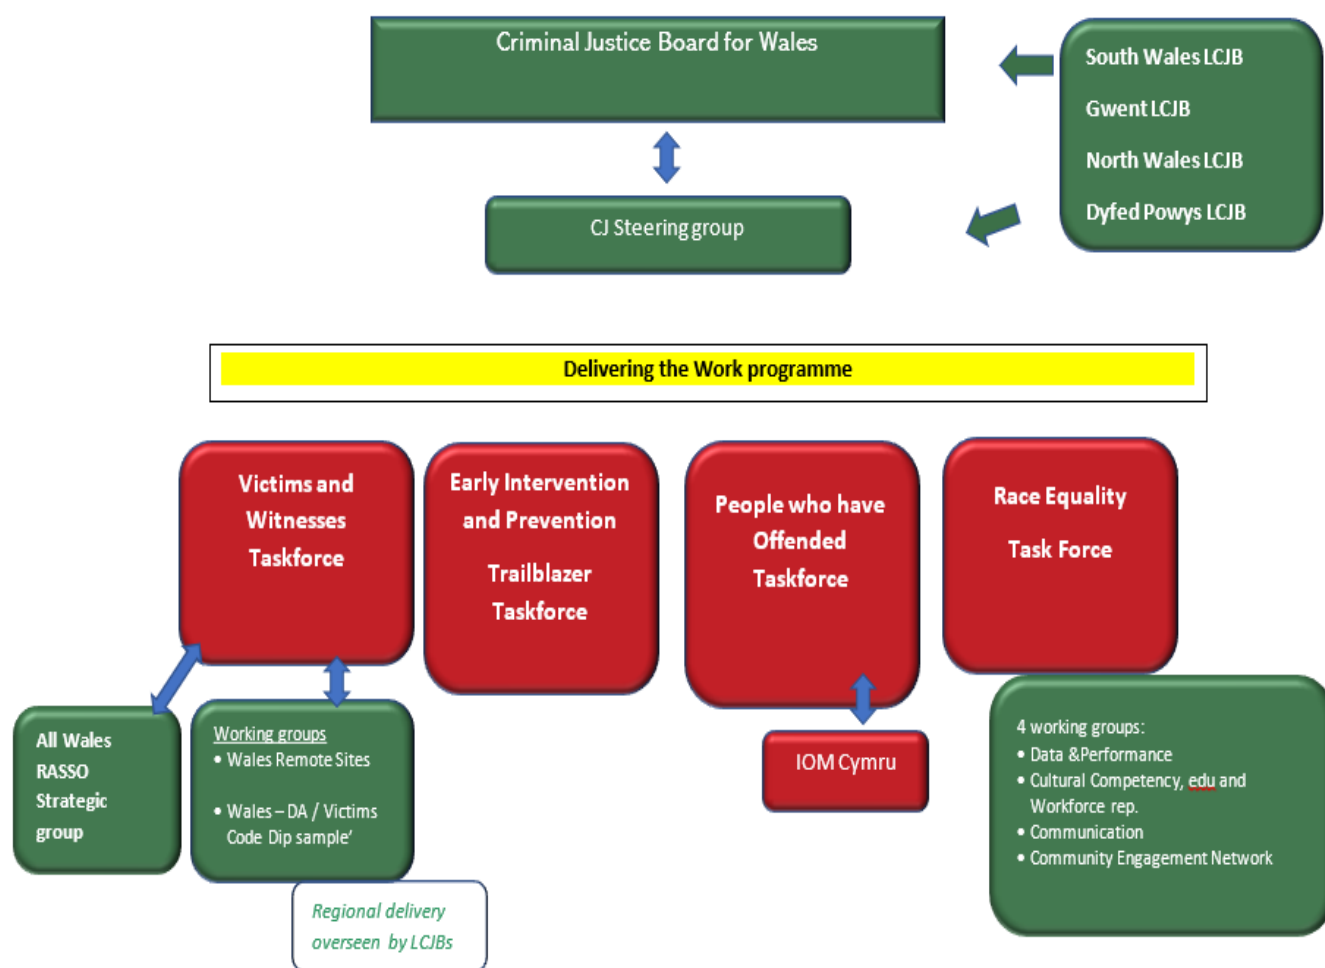 Criminal Justice Board for Wales
South Wales LCJB
Gwent LCJB
North Wales LCJB
Dyfed Powys LCJB
CJ Steering group
Delivering the Work programme
Victims and
Witnesses
Taskforce
Early Intervention
and Prevention
Trailblazer
Taskforce
People who have
Offended
Taskforce
Race Equality
Task Force
All Wales
RASSO
Strategic
group
Working groups
• Wales Remote Sites
• Wales – DA / Victims
Code Dip sample’
Regional delivery
overseen by LCJBs
IOM Cymru
4 working groups:
• Data &Performance
• Cultural Competency, edu and
Workforce rep.
• Communication
• Community Engagement Network